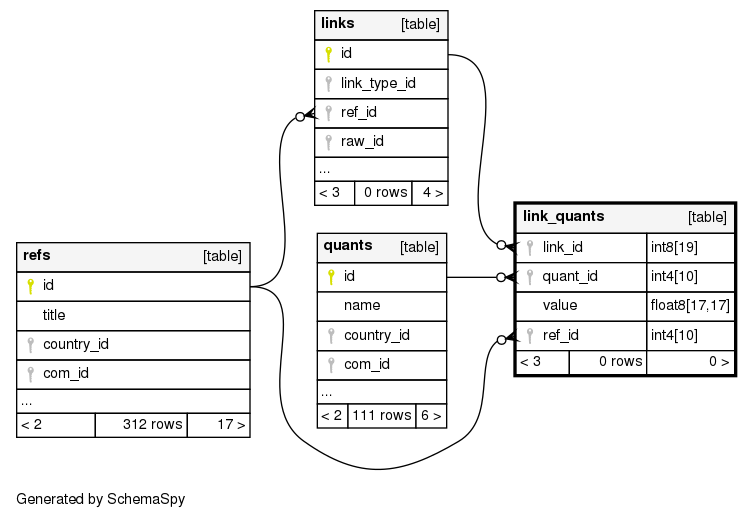 links [table]
id
link_type_id
ref_id
raw_id
...
< 3 0 rows 4 >
link_quants [table]
link_id int8[19]
quant_id int4[10]
value float8[17,17]
ref_id int4[10]
< 3 0 rows 0 >
quants [table]
id
name
country_id
com_id
...
< 2 111 rows 6 >
refs [table]
id
title
country_id
com_id
...
< 2 312 rows 17 >
Generated by SchemaSpy